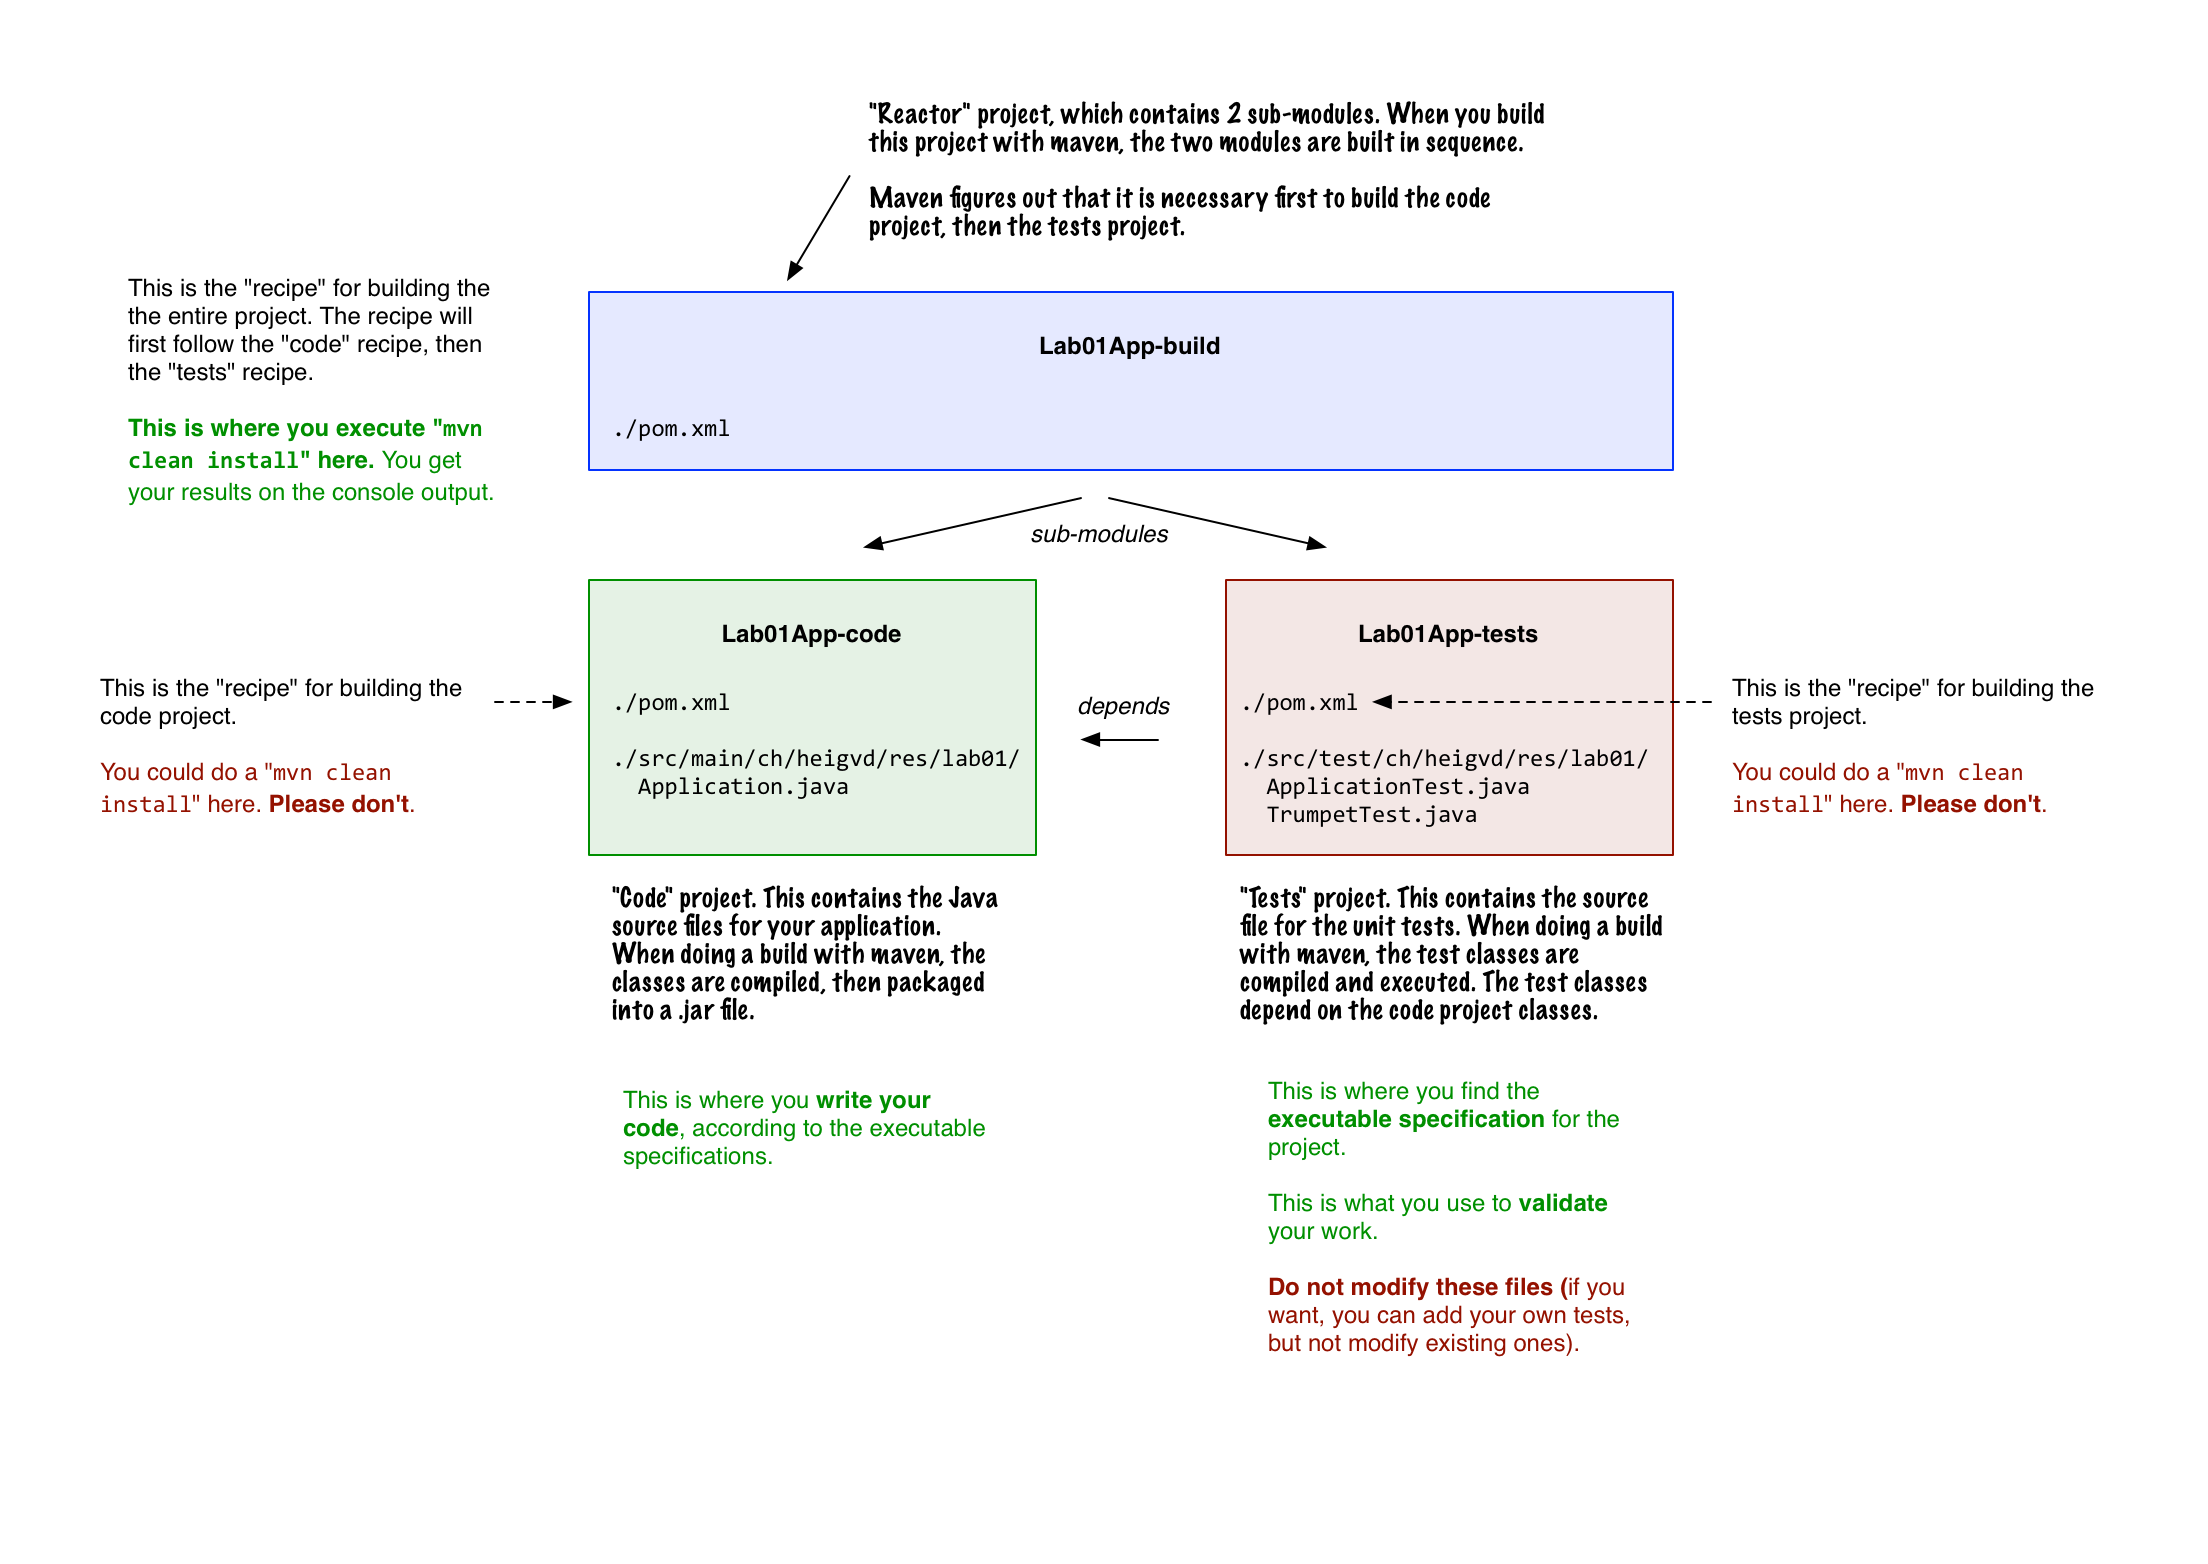 "Reactor" project, which contains 2 sub-modules. When you build
this project with maven, the two modules are built in sequence.
Maven figures out that it is necessary first to build the code
project, then the tests project.
This is the "recipe" for building the
the entire project. The recipe will
first follow the "code" recipe, then
the "tests" recipe.
This is where you execute "mvn
clean install" here. You get
your results on the console output.
Lab01App-build
./pom.xml
sub-modules
This is the "recipe" for building the
code project.
You could do a "mvn clean
install" here. Please don't.
Lab01App-code
./pom.xml
./src/main/ch/heigvd/res/lab01/
Application.java
depends
Lab01App-tests
./pom.xml
./src/test/ch/heigvd/res/lab01/
ApplicationTest.java
TrumpetTest.java
This is the "recipe" for building the
tests project.
You could do a "mvn clean
install" here. Please don't.
"Code" project. This contains the Java
source files for your application.
When doing a build with maven, the
classes are compiled, then packaged
into a .jar file.
This is where you write your
code, according to the executable
specifications.
"Tests" project. This contains the source
file for the unit tests. When doing a build
with maven, the test classes are
compiled and executed. The test classes
depend on the code project classes.
This is where you find the
executable specification for the
project.
This is what you use to validate
your work.
Do not modify these files (if you
want, you can add your own tests,
but not modify existing ones).